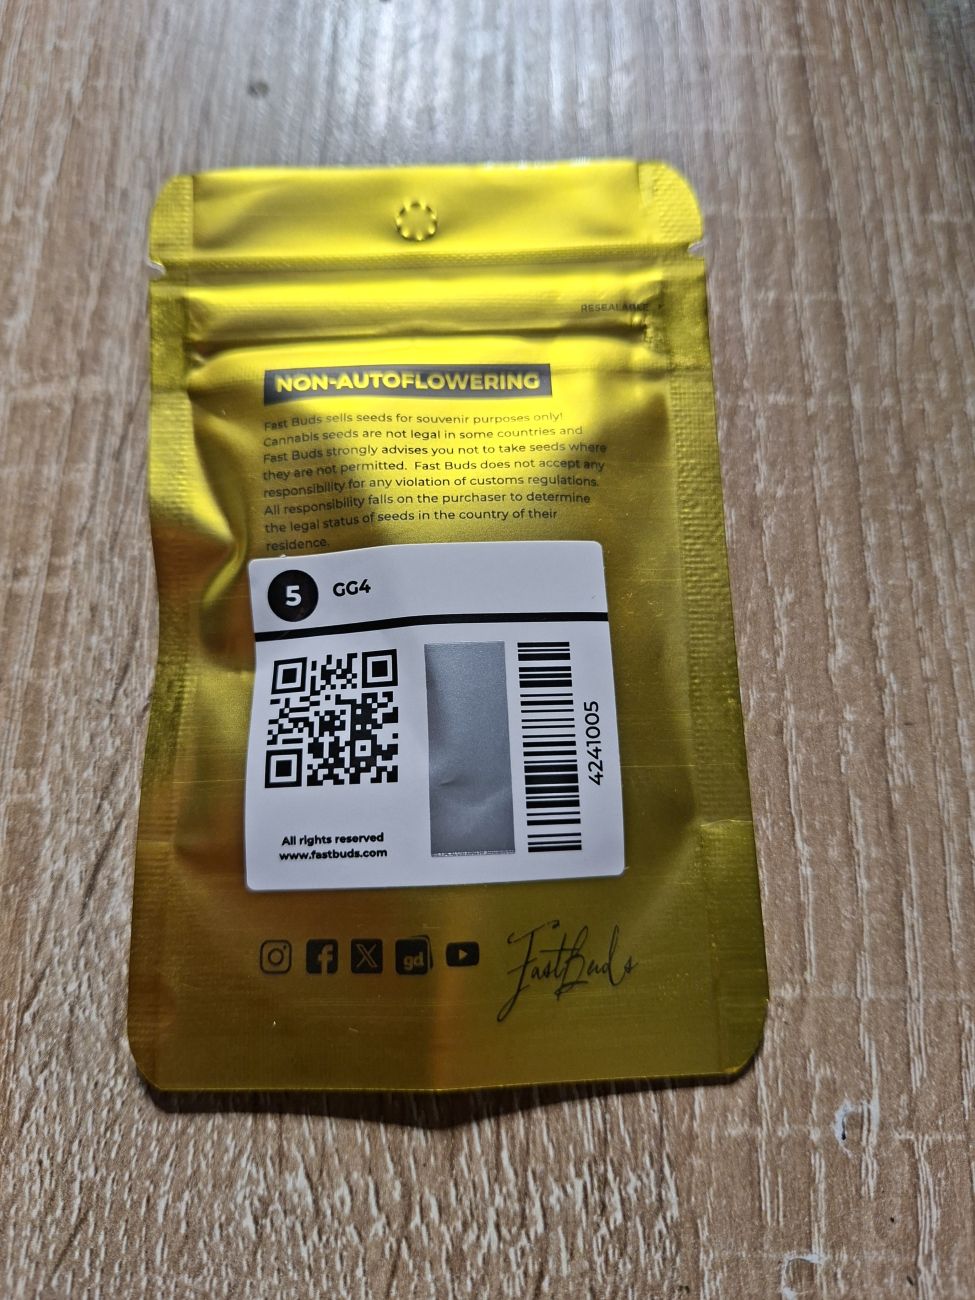 RESEALABLE
NON-AUTOFLOWERING
Fast Buds sells seeds for souvenir purposes only!
Cannabis seeds are not legal in some countries and
Fast Buds strongly advises you not to take seeds where
they are not permitted. Fast Buds does not accept any
responsibility for any violation of customs regulations.
All responsibility falls on the purchaser to determine
the legal status of seeds in the country of their
residence.
5 GG4
4241005
All rights reserved
www.fastbuds.com
gd
FastBuds